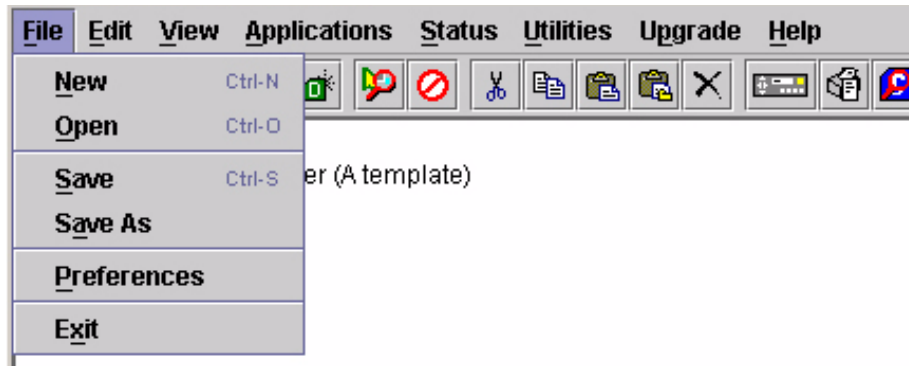 File Edit View Applications Status Utilities Upgrade Help
New Ctrl-N
Open Ctrl-O
Save Ctrl-S
er (A template)
Save As
Preferences
Exit